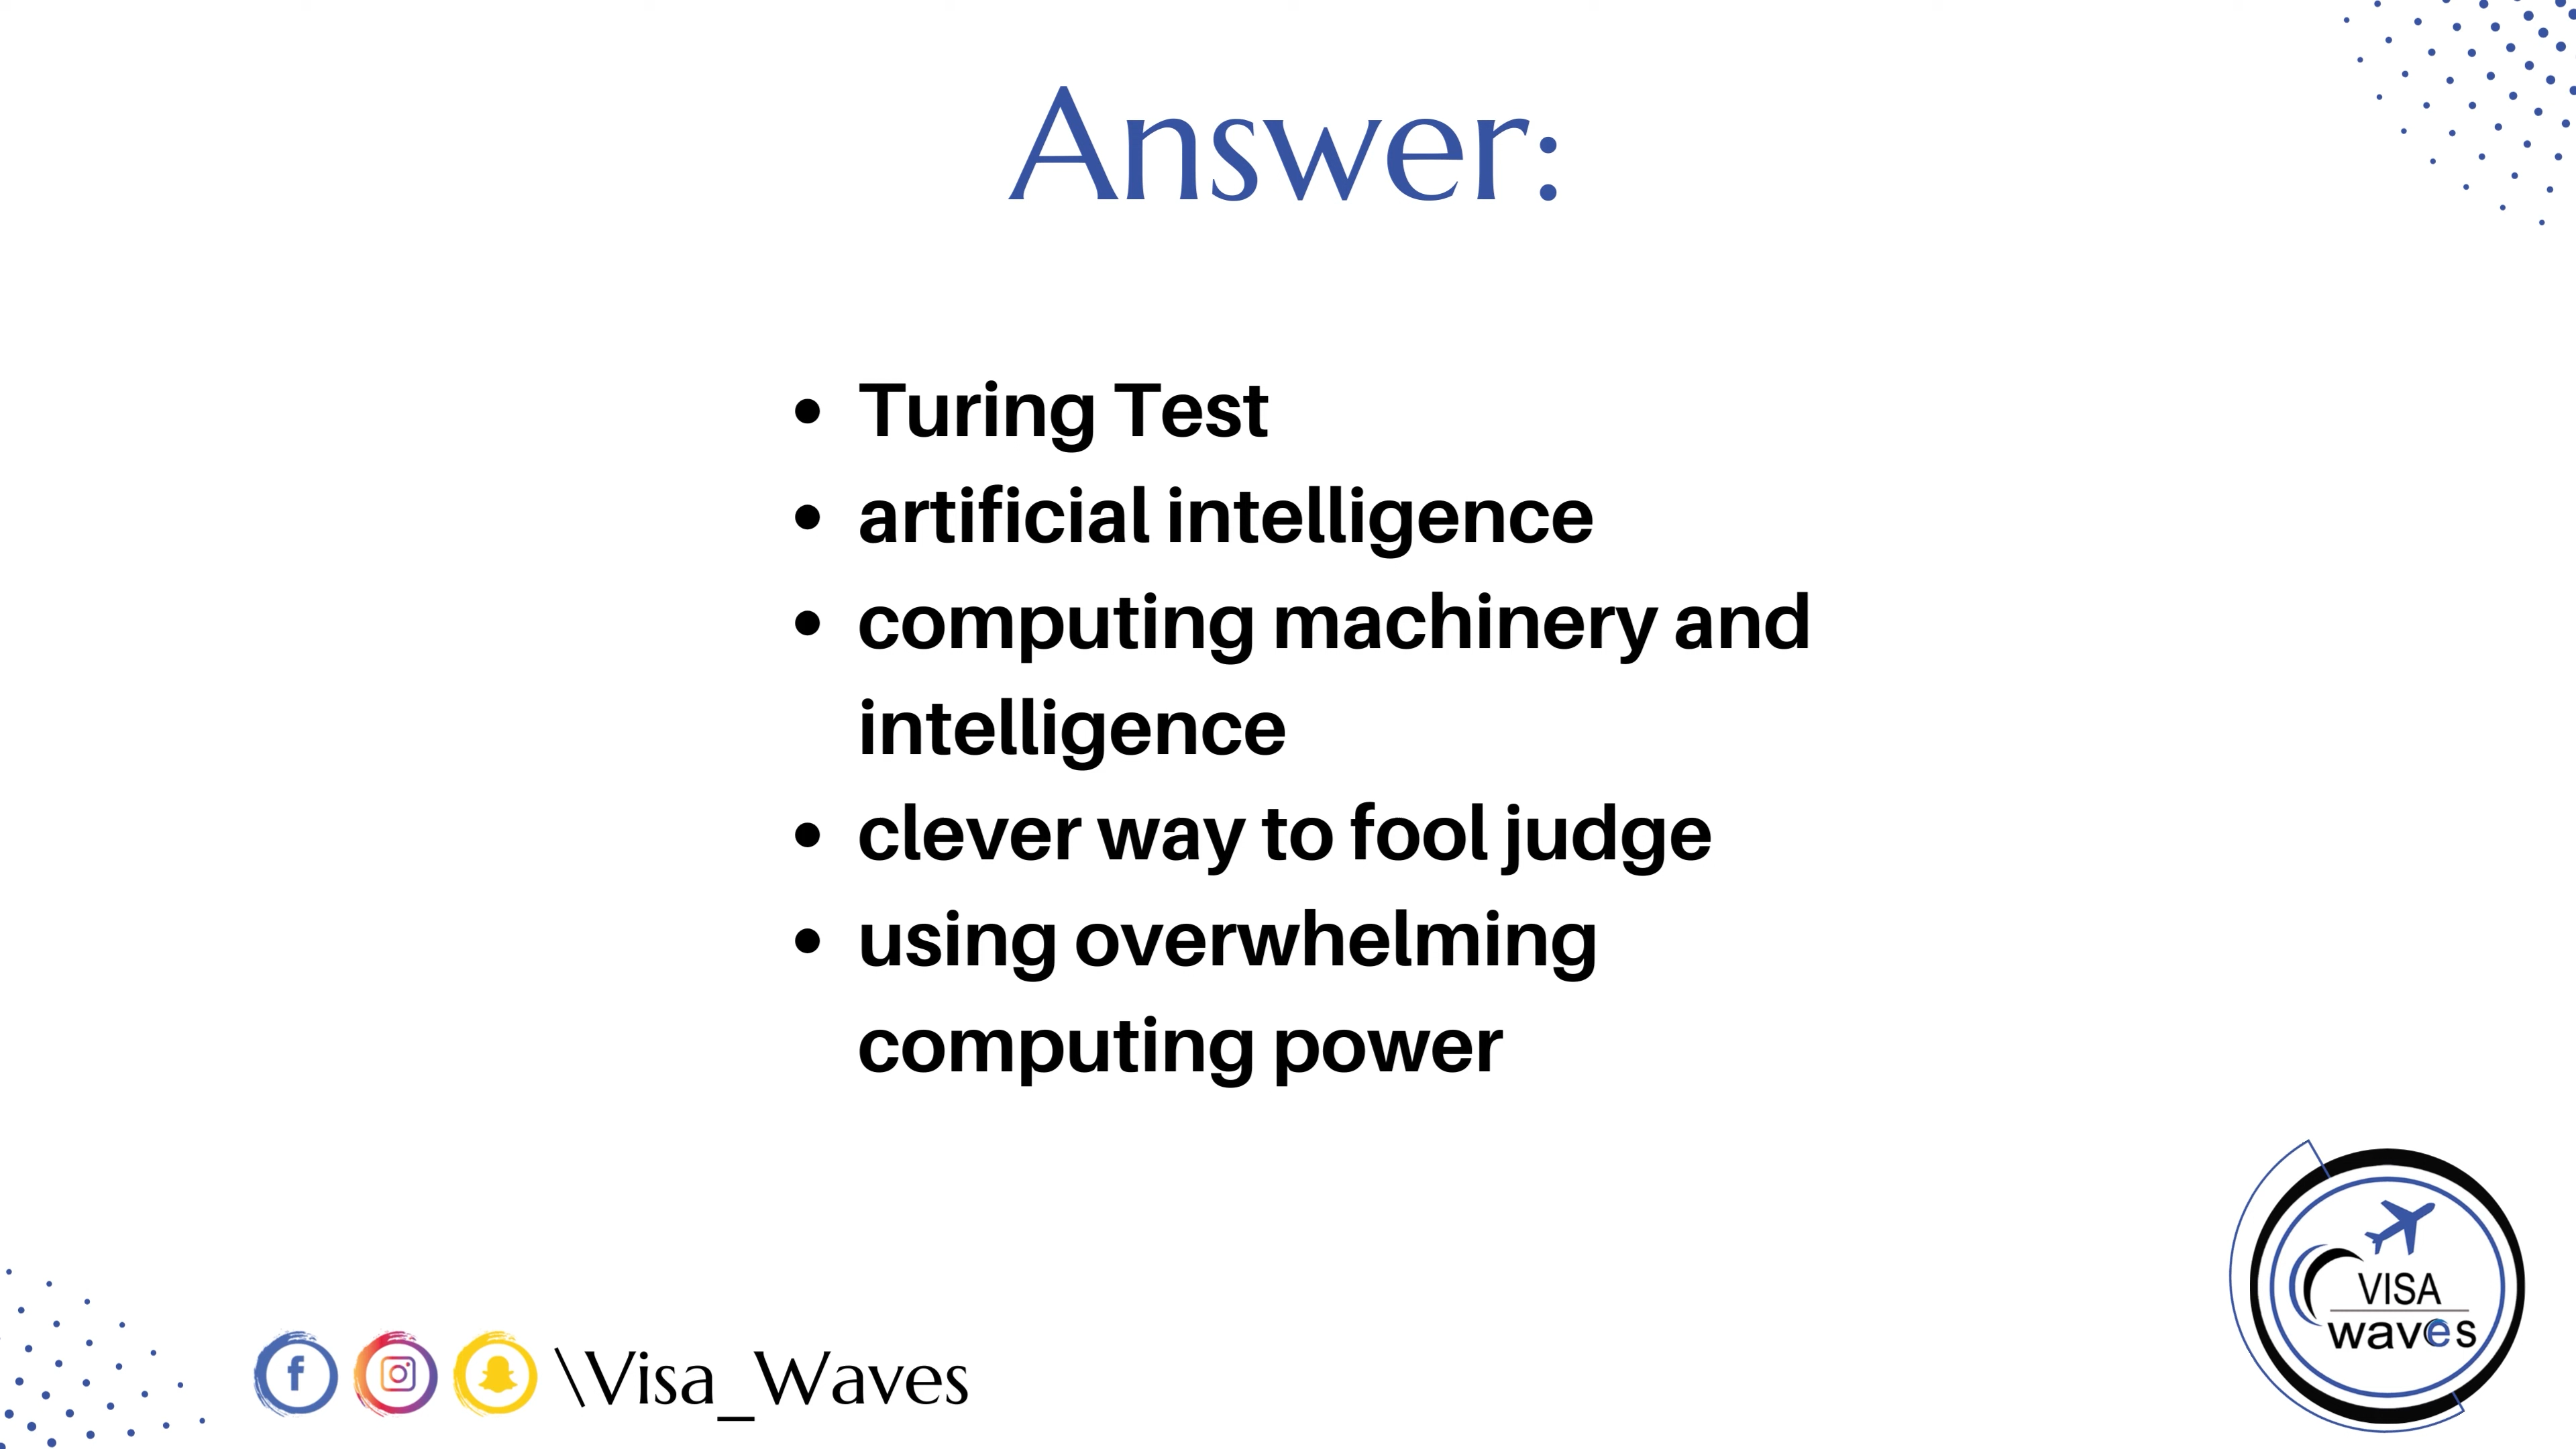 Answer:
• Turing Test
• artificial intelligence
• computing machinery and
intelligence
• clever way to fool judge
• using overwhelming
computing power
\Visa_Waves
VISA
waves